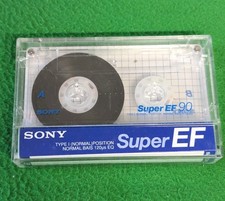 A
B
Super EF 90
SONY
TYPE I (NORMAL) POSITION
NORMAL BIAS 120μs EQ
Super EF